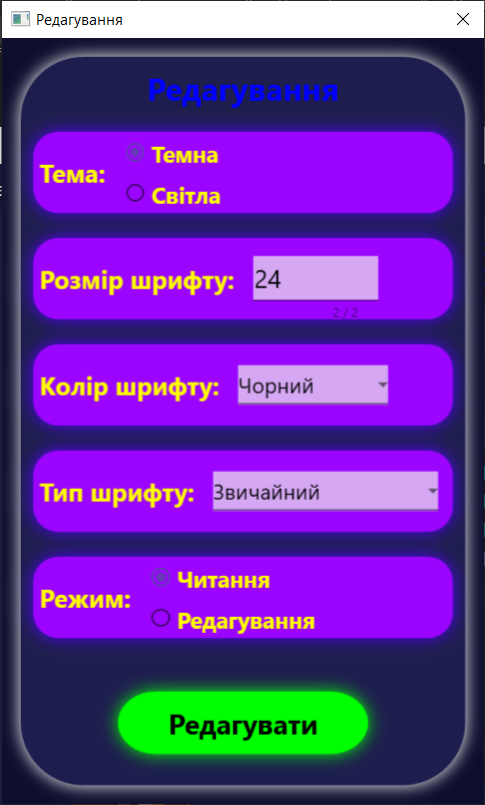 Редагування
Редагування
Тема:
Темна
Світла
Розмір шрифту: 24
2 / 2
Колір шрифту: Чорний
Тип шрифту: Звичайний
Режим:
Читання
Редагування
Редагувати